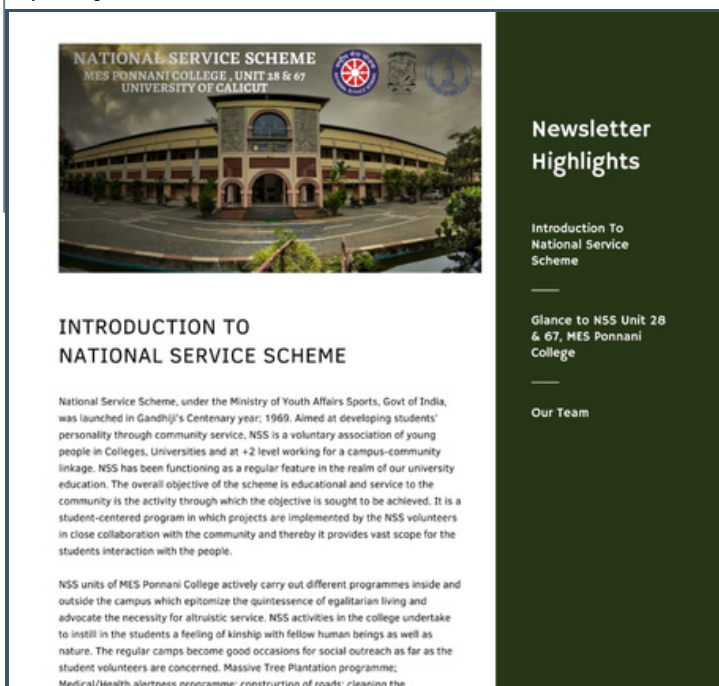 NATIONAL SERVICE SCHEME
MES PONNANI COLLEGE , UNIT 28 & 67
UNIVERSITY OF CALICUT
INTRODUCTION TO
NATIONAL SERVICE SCHEME
National Service Scheme, under the Ministry of Youth Affairs Sports, Govt of India,
was launched in Gandhiji's Centenary year; 1969. Aimed at developing students'
personality through community service, NSS is a voluntary association of young
people in Colleges, Universities and at +2 level working for a campus-community
linkage. NSS has been functioning as a regular feature in the realm of our university
education. The overall objective of the scheme is educational and service to the
community is the activity through which the objective is sought to be achieved. It is a
student-centered program in which projects are implemented by the NSS volunteers
in close collaboration with the community and thereby it provides vast scope for the
students interaction with the people.
NSS units of MES Ponnani College actively carry out different programmes inside and
outside the campus which epitomize the quintessence of egalitarian living and
advocate the necessity for altruistic service. NSS activities in the college undertake
to instill in the students a feeling of kinship with fellow human beings as well as
nature. The regular camps become good occasions for social outreach as far as the
student volunteers are concerned. Massive Tree Plantation programme;
Medical/Health alertness programme; construction of roads; cleaning the
Newsletter
Highlights
Introduction To
National Service
Scheme
Glance to NSS Unit 28
& 67, MES Ponnani
College
Our Team